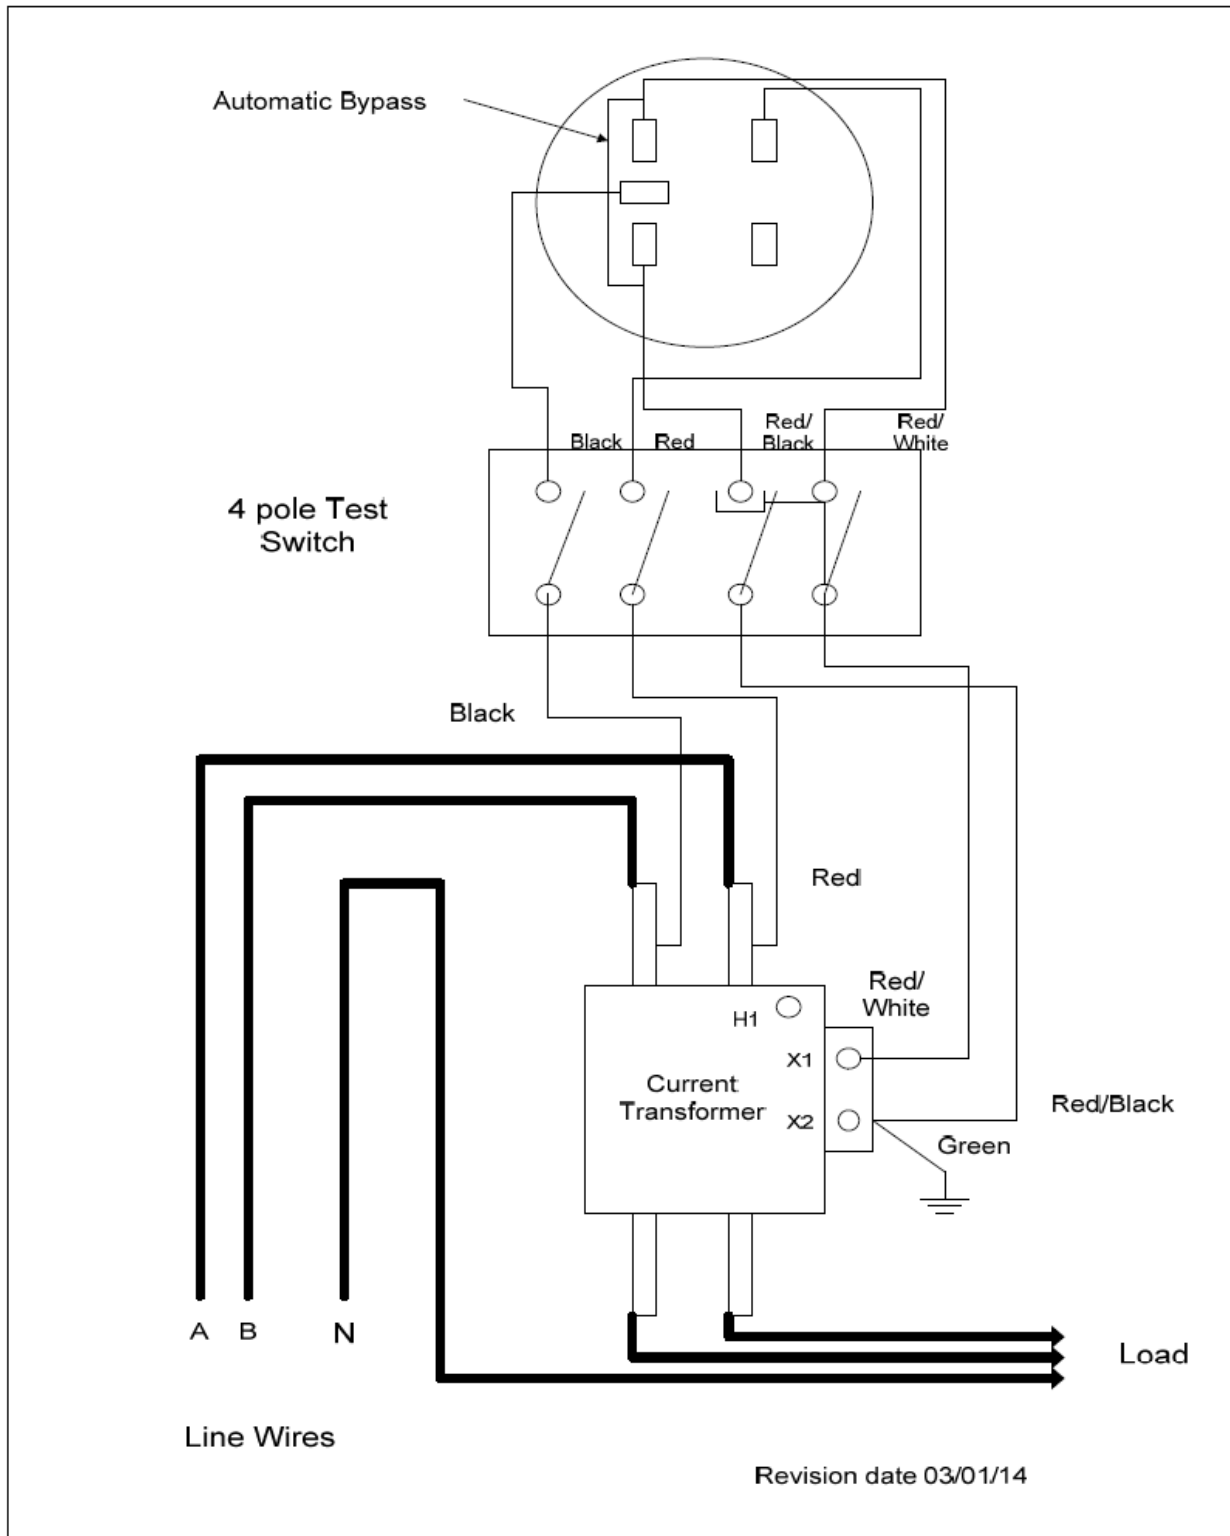 Automatic Bypass
Red/
Black
Red/
White
Black
Red
4 pole Test
Switch
Black
Red
Red/
White
H1
X1
Current
Transformer
X2
Red/Black
Green
A
B
N
Load
Line Wires
Revision date 03/01/14